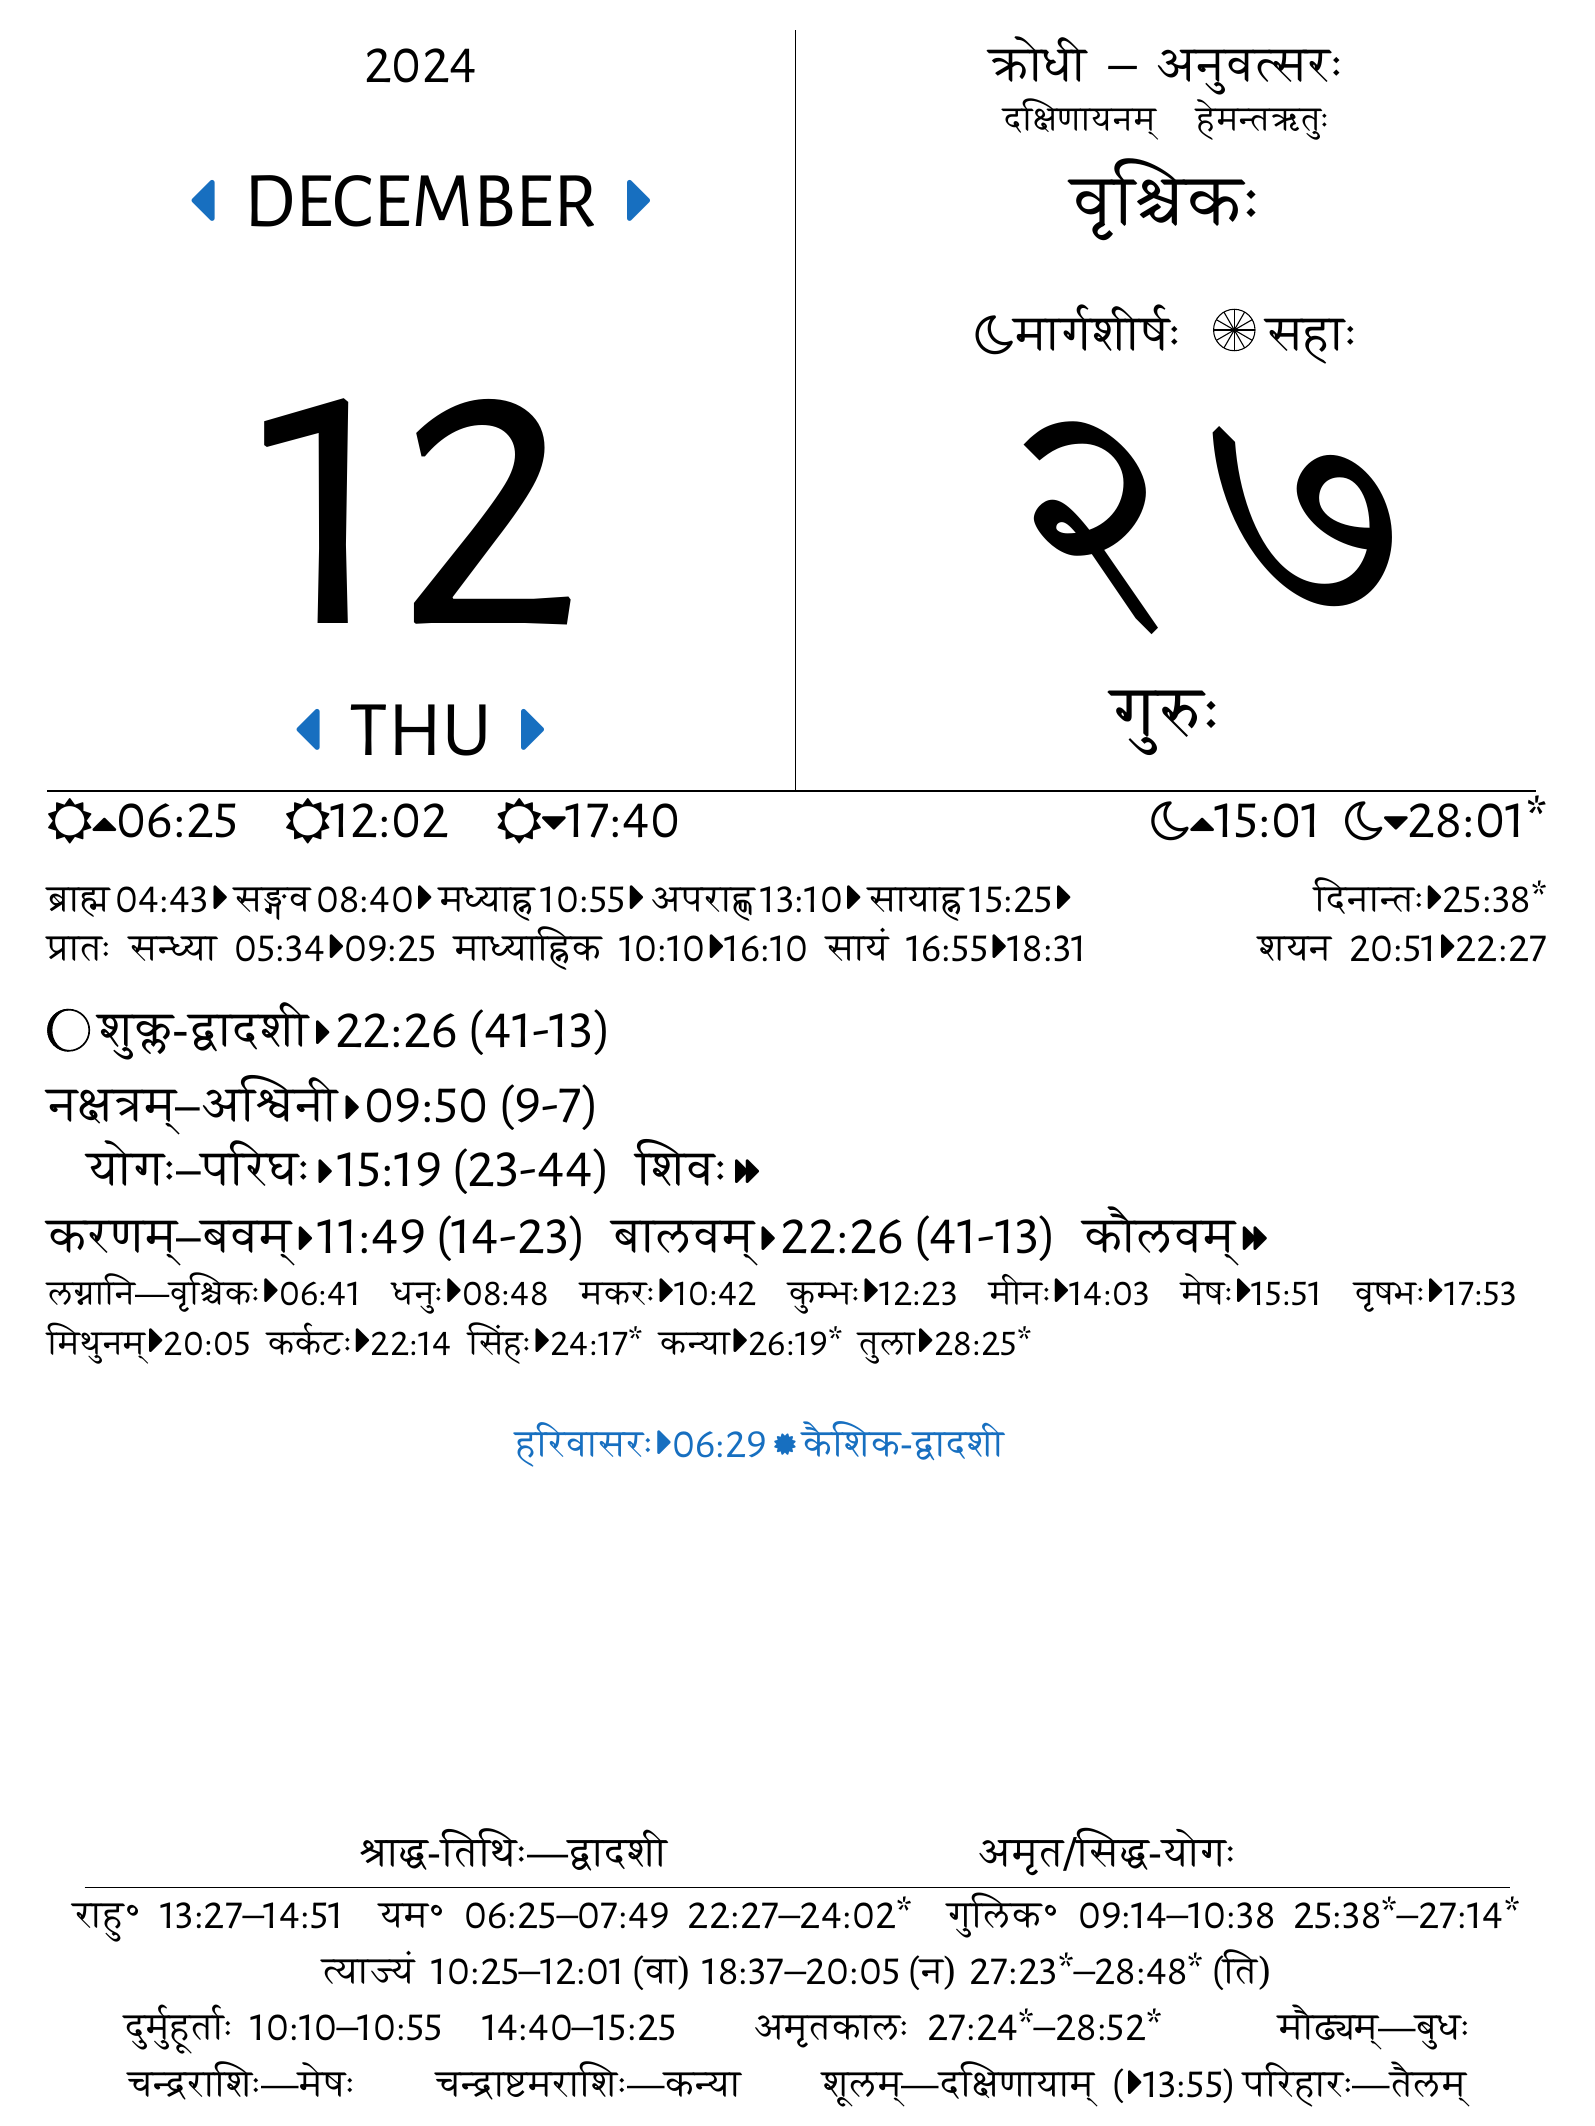 2024
DECEMBER
12
THU
क्रोधी – अनुवत्सरः
दक्षिणायनम् हेमन्तऋतुः
वृश्चिकः
मार्गशीर्षः सहाः
२७
गुरुः
06:25 12:02 17:40 15:01 28:01*
ब्राह्म 04:43 सङ्गव 08:40 मध्याह्न 10:55 अपराह्ण 13:10 सायाह्न 15:25 दिनान्तः 25:38*
प्रातः सन्ध्या 05:34 09:25 माध्याह्निक 10:10 16:10 सायं 16:55 18:31 शयन 20:51 22:27
शुक्ल-द्वादशी 22:26 (41-13)
नक्षत्रम्–अश्विनी 09:50 (9-7)
योगः–परिघः 15:19 (23-44) शिवः
करणम्–बवम् 11:49 (14-23) बालवम् 22:26 (41-13) कौलवम्
लग्नानि—वृश्चिकः 06:41 धनुः 08:48 मकरः 10:42 कुम्भः 12:23 मीनः 14:03 मेषः 15:51 वृषभः 17:53
मिथुनम् 20:05 कर्कटः 22:14 सिंहः 24:17* कन्या 26:19* तुला 28:25*
हरिवासरः 06:29 कैशिक-द्वादशी
श्राद्ध-तिथिः—द्वादशी अमृत/सिद्ध-योगः
राहु॰ 13:27–14:51 यम॰ 06:25–07:49 22:27–24:02* गुलिक॰ 09:14–10:38 25:38*–27:14*
त्याज्यं 10:25–12:01 (वा) 18:37–20:05 (न) 27:23*–28:48* (ति)
दुर्मुहूर्ताः 10:10–10:55 14:40–15:25 अमृतकालः 27:24*–28:52* मौढ्यम्—बुधः
चन्द्रराशिः—मेषः चन्द्राष्टमराशिः—कन्या शूलम्—दक्षिणायाम् (13:55) परिहारः—तैलम्